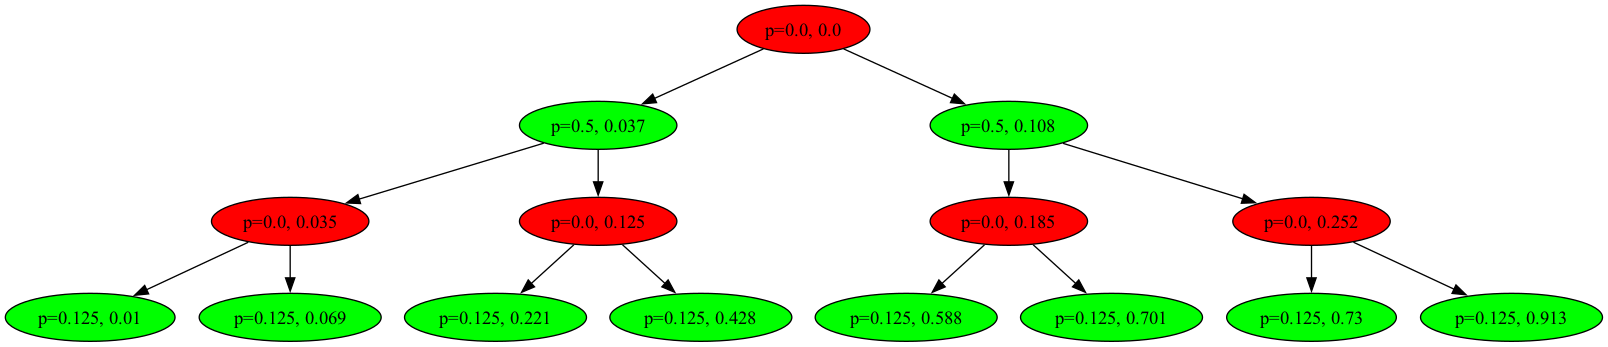 p=0.0, 0.0
p=0.5, 0.037
p=0.5, 0.108
p=0.0, 0.035
p=0.0, 0.125
p=0.0, 0.185
p=0.0, 0.252
p=0.125, 0.01
p=0.125, 0.069
p=0.125, 0.221
p=0.125, 0.428
p=0.125, 0.588
p=0.125, 0.701
p=0.125, 0.73
p=0.125, 0.913